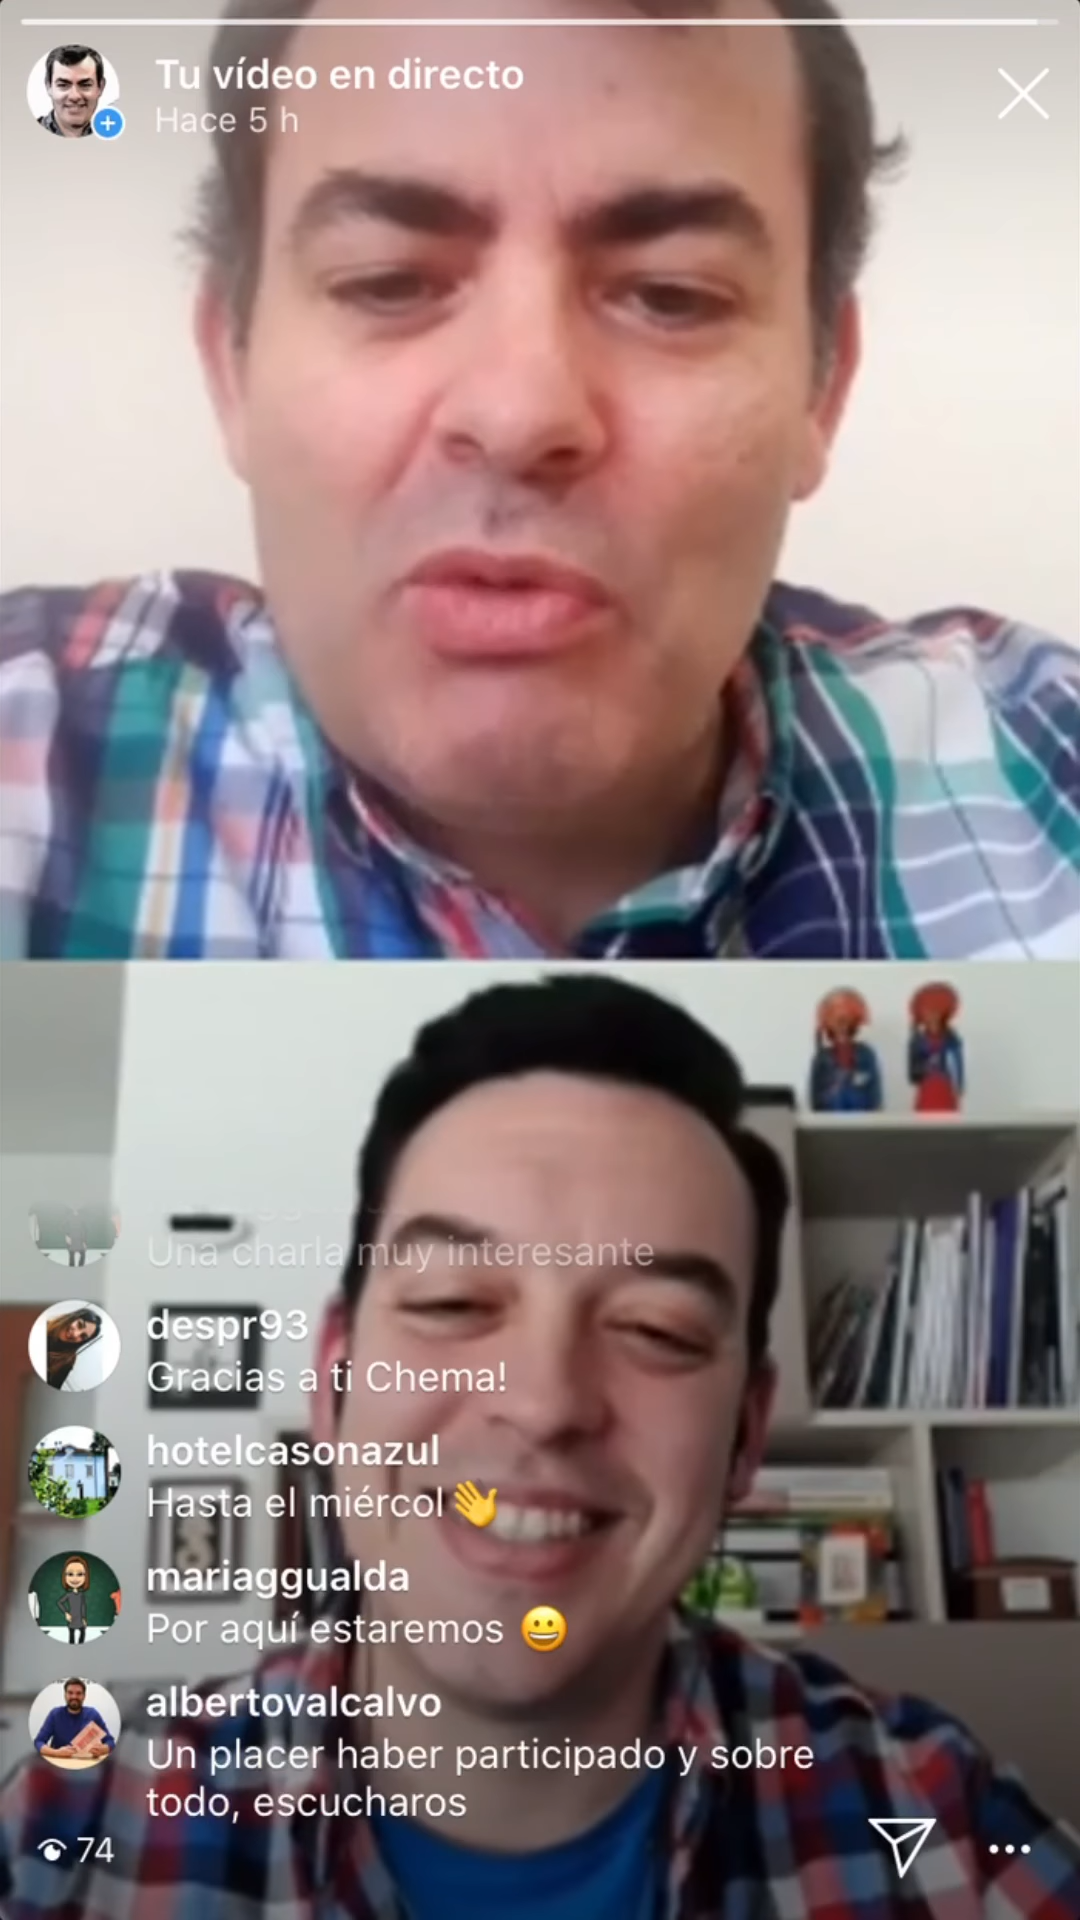 Tu vídeo en directo
Hace 5 h
Una charla muy interesante
despr93
Gracias a ti Chema!
hotelcasonazul
Hasta el miércol👋
mariaggualda
Por aquí estaremos 😀
albertovalcalvo
Un placer haber participado y sobre
todo, escucharos
74